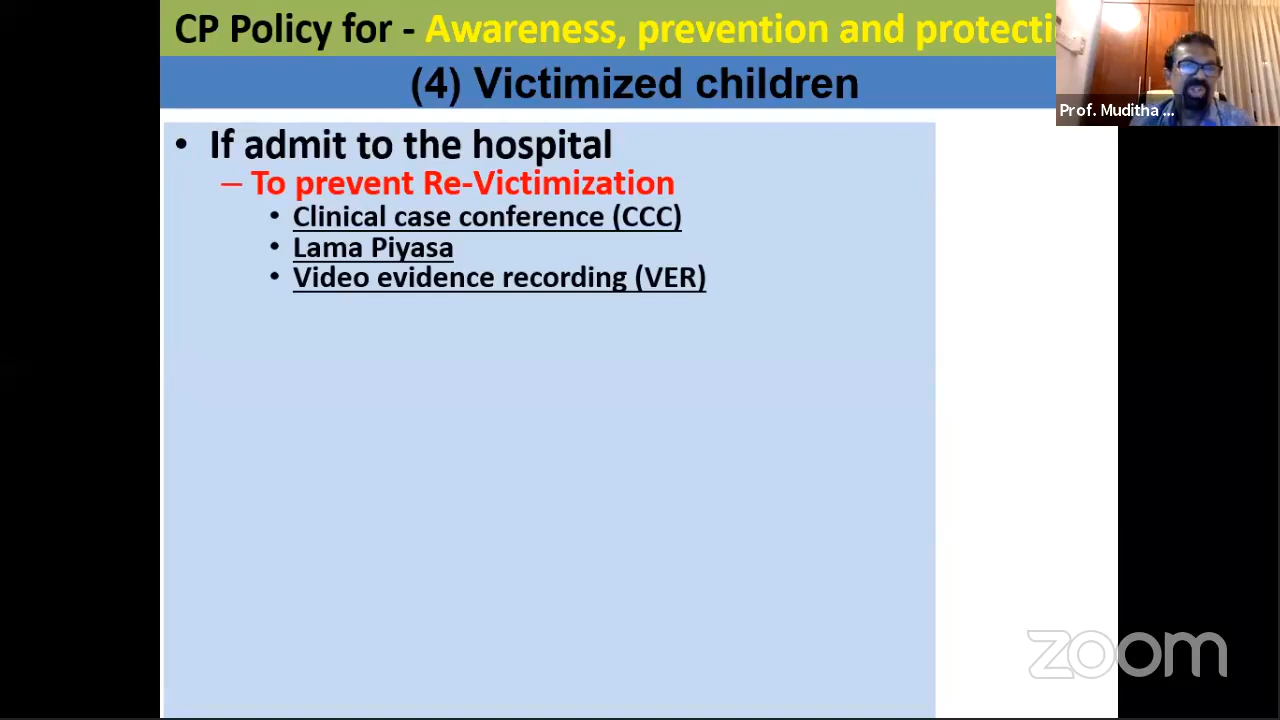 CP Policy for - Awareness, prevention and protecti
(4) Victimized children
Prof. Muditha ...
• If admit to the hospital
– To prevent Re-Victimization
• Clinical case conference (CCC)
• Lama Piyasa
• Video evidence recording (VER)
zoom